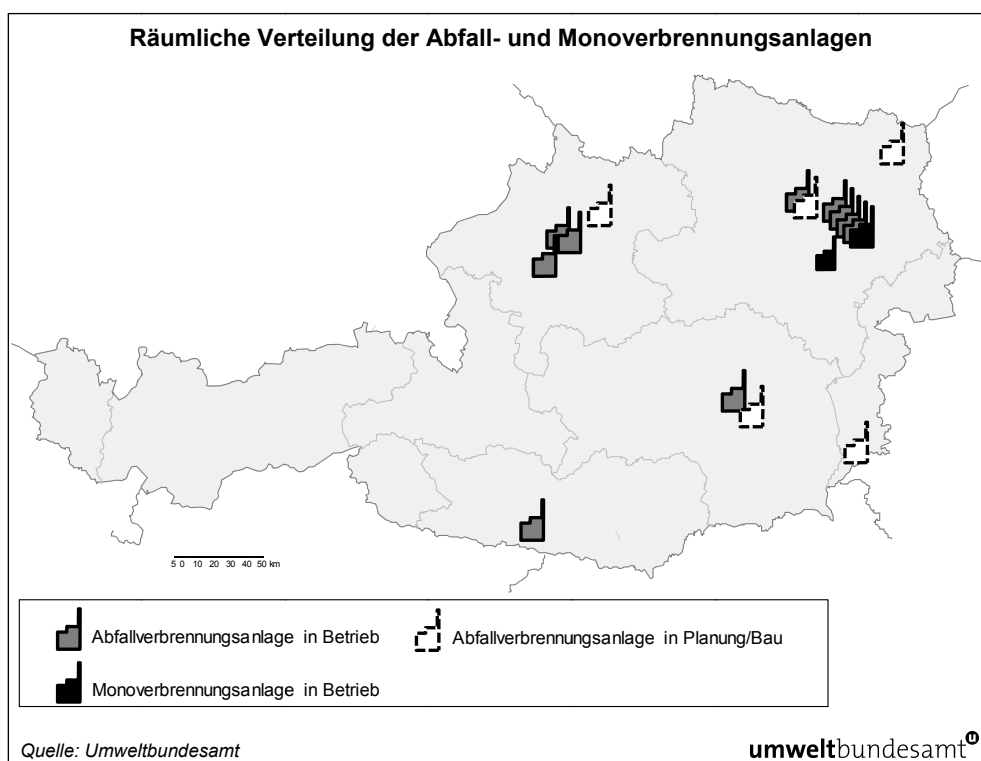 Räumliche Verteilung der Abfall- und Monoverbrennungsanlagen
5 0 10 20 30 40 50 km
Abfallverbrennungsanlage in Betrieb
Abfallverbrennungsanlage in Planung/Bau
Monoverbrennungsanlage in Betrieb
Quelle: Umweltbundesamt
umweltbundesamt
u